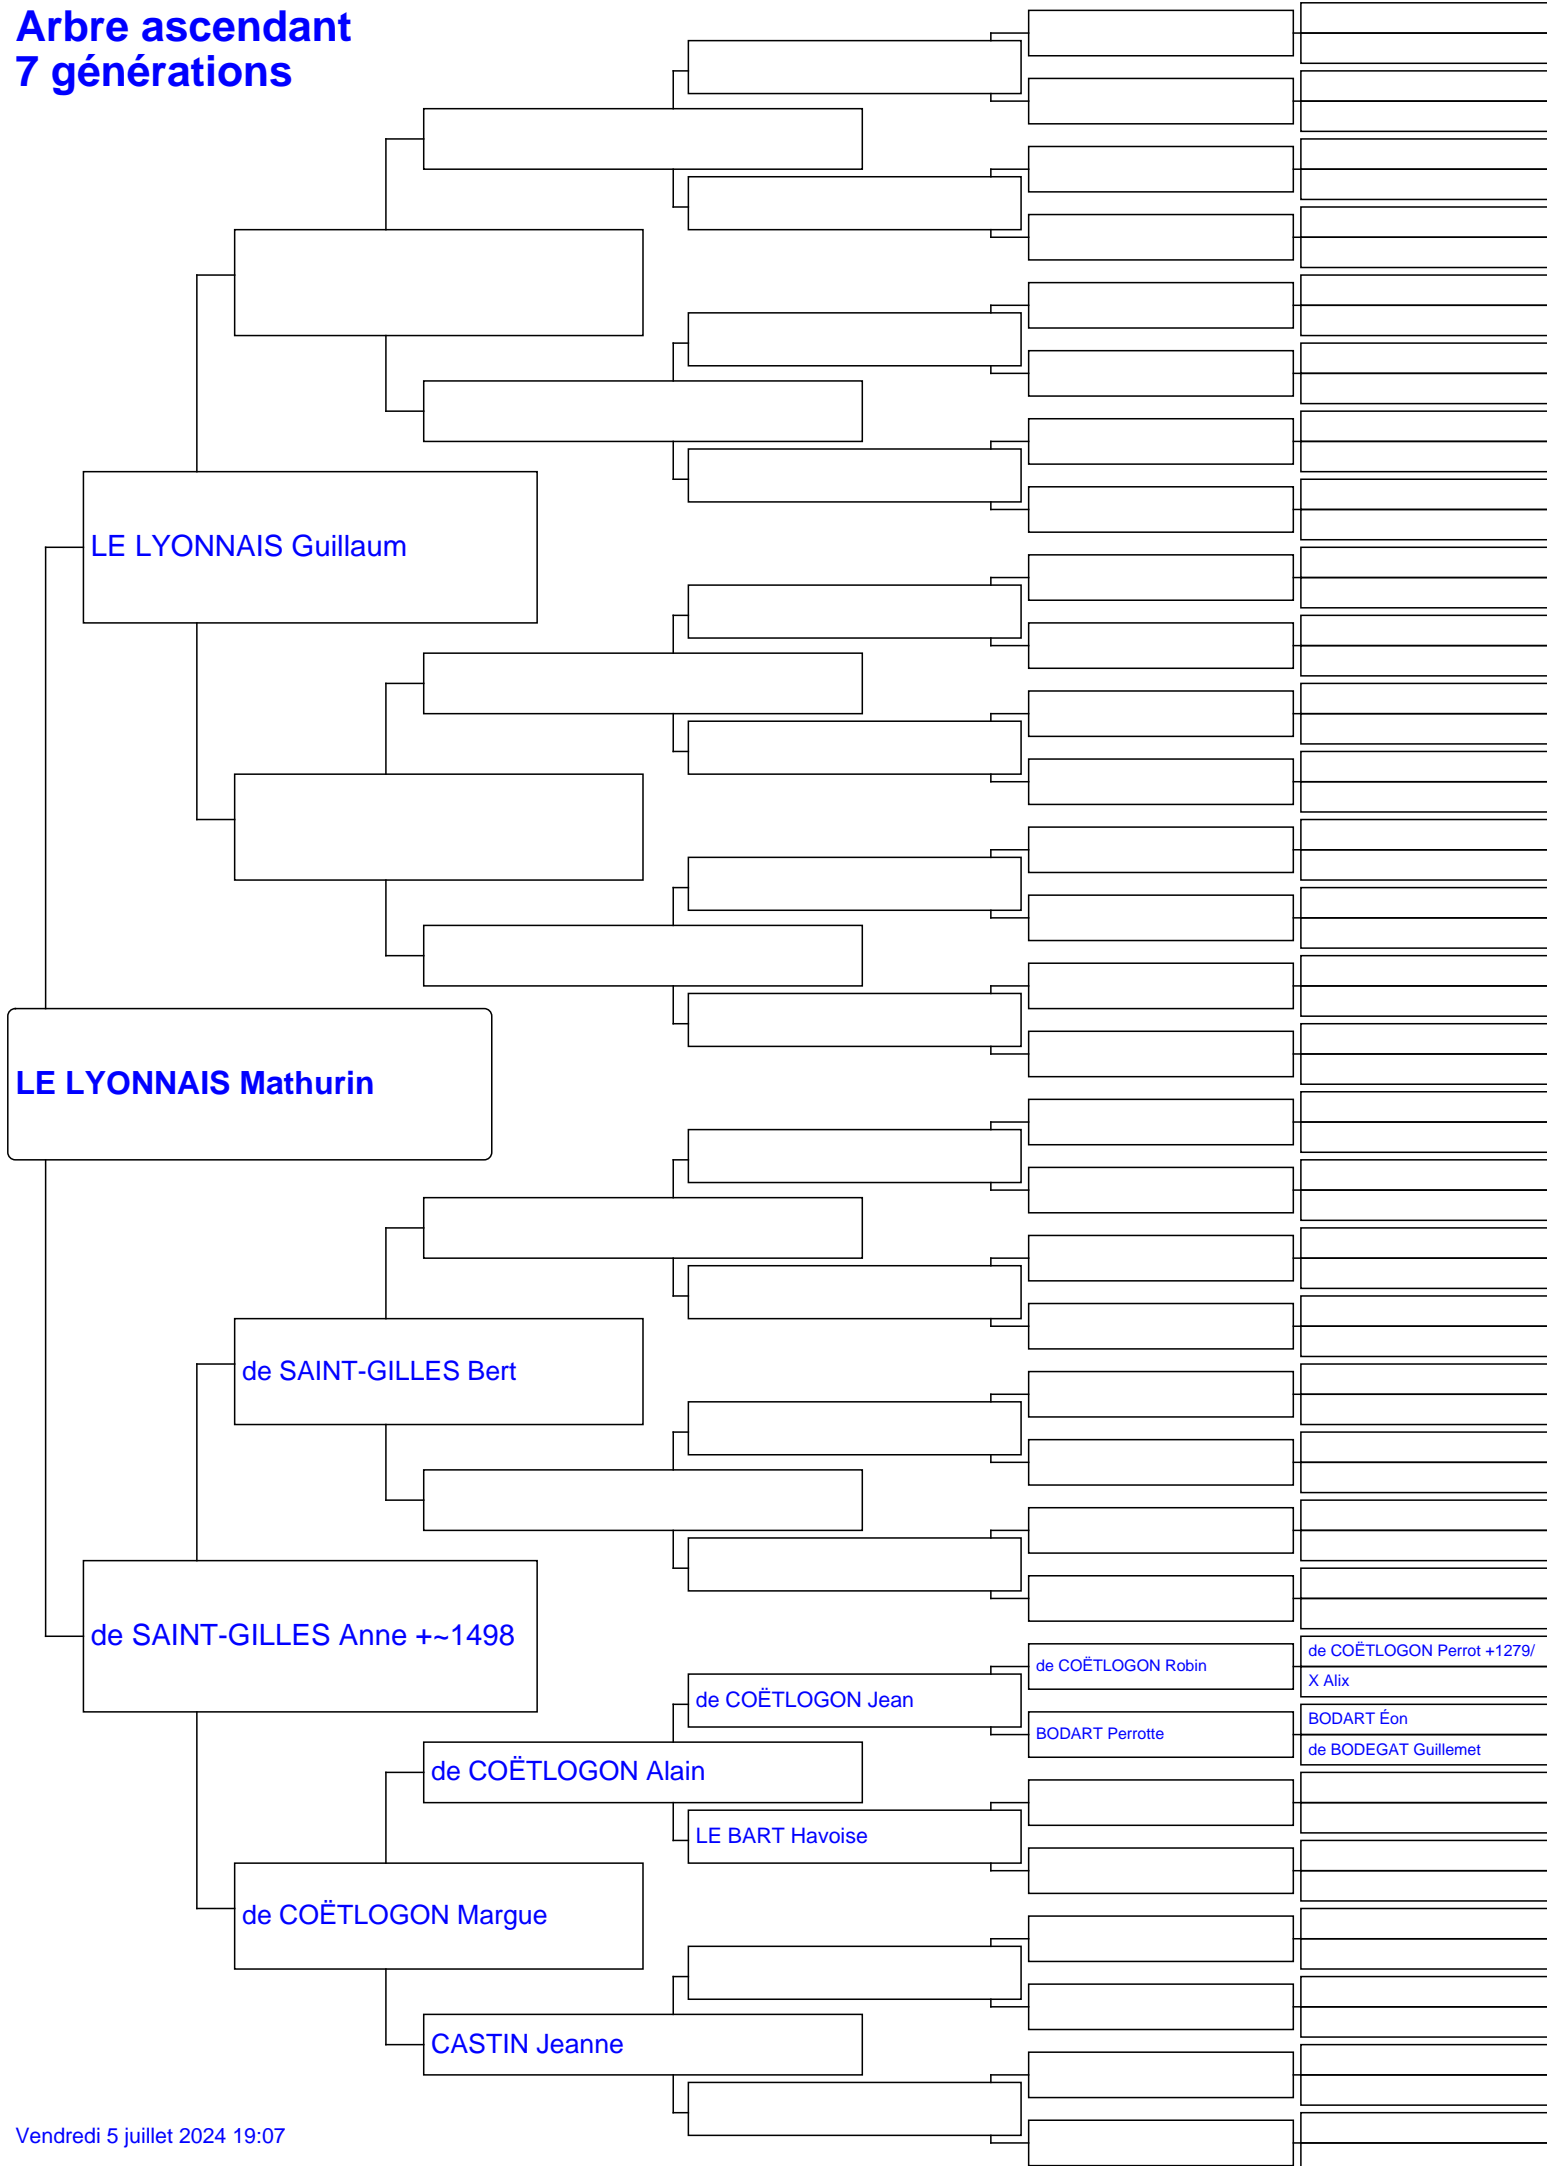 Arbre ascendant
7 générations
LE LYONNAIS Guillaum
LE LYONNAIS Mathurin
de SAINT-GILLES Bert
de SAINT-GILLES Anne +~1498
de COËTLOGON Perrot +1279/
de COËTLOGON Robin
X Alix
de COËTLOGON Jean
BODART Éon
BODART Perrotte
de BODEGAT Guillemet
de COËTLOGON Alain
LE BART Havoise
de COËTLOGON Margue
CASTIN Jeanne
Vendredi 5 juillet 2024 19:07